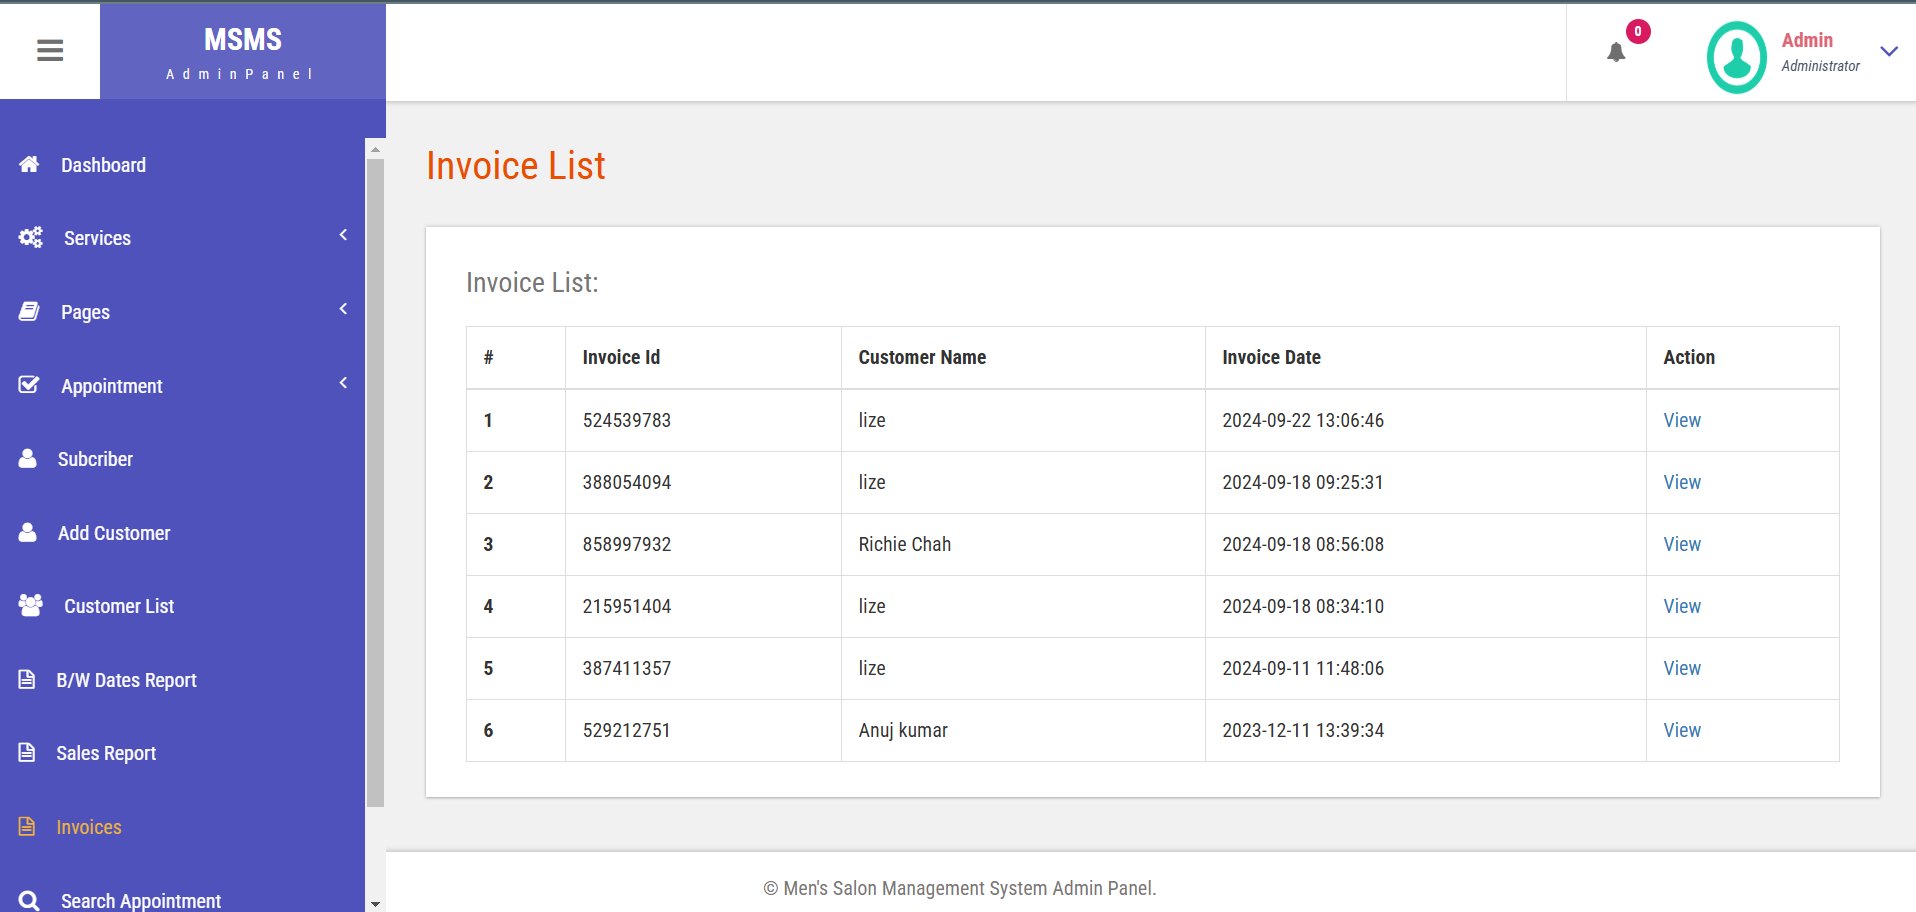 MSMS
AdminPanel
0
Admin
Administrator
Dashboard
Services
Pages
Appointment
Subcriber
Add Customer
Customer List
B/W Dates Report
Sales Report
Invoices
Search Appointment
Invoice List
Invoice List:
# Invoice Id Customer Name Invoice Date Action
1 524539783 lize 2024-09-22 13:06:46 View
2 388054094 lize 2024-09-18 09:25:31 View
3 858997932 Richie Chah 2024-09-18 08:56:08 View
4 215951404 lize 2024-09-18 08:34:10 View
5 387411357 lize 2024-09-11 11:48:06 View
6 529212751 Anuj kumar 2023-12-11 13:39:34 View
© Men's Salon Management System Admin Panel.